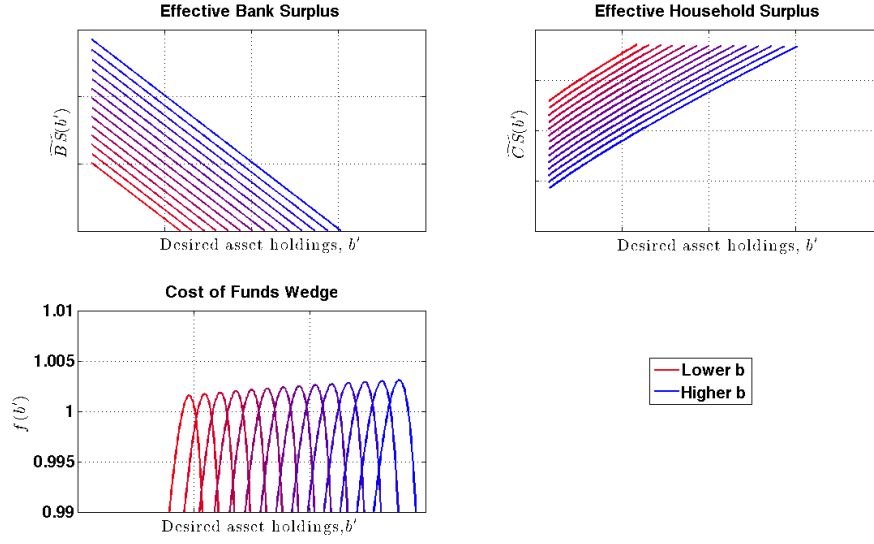 Effective Bank Surplus
B̃S(b′)
Desired asset holdings, b′
Effective Household Surplus
C̃S(b′)
Desired asset holdings, b′
Cost of Funds Wedge
1.01
1.005
1
0.995
0.99
f(b′)
Desired asset holdings,b′
Lower b
Higher b